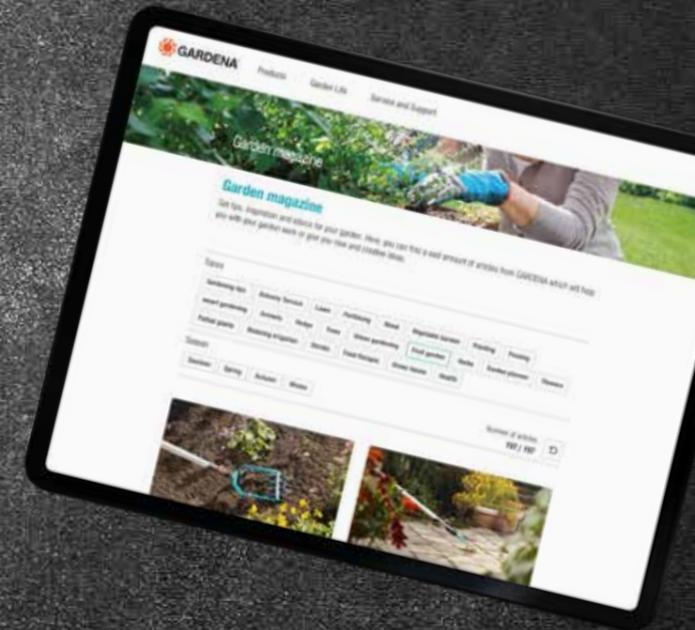 GARDENA
Products Garden Life Service and Support
Garden magazine
Garden magazine
Get tips, inspiration and advice for your garden. Here, you can find a vast amount of articles from GARDENA which will help
you with your garden work or give you new and creative ideas.
Topics
Gardening tips Lawn Vegetable Garden Planting Pruning
smart gardening Hedge Trees Urban gardening Fruit garden Herbs Garden planner Flowers
Potted plants Watering irrigation Food Recipes Green house Health
Season
Summer Spring Autumn Winter
Number of articles
197 / 197